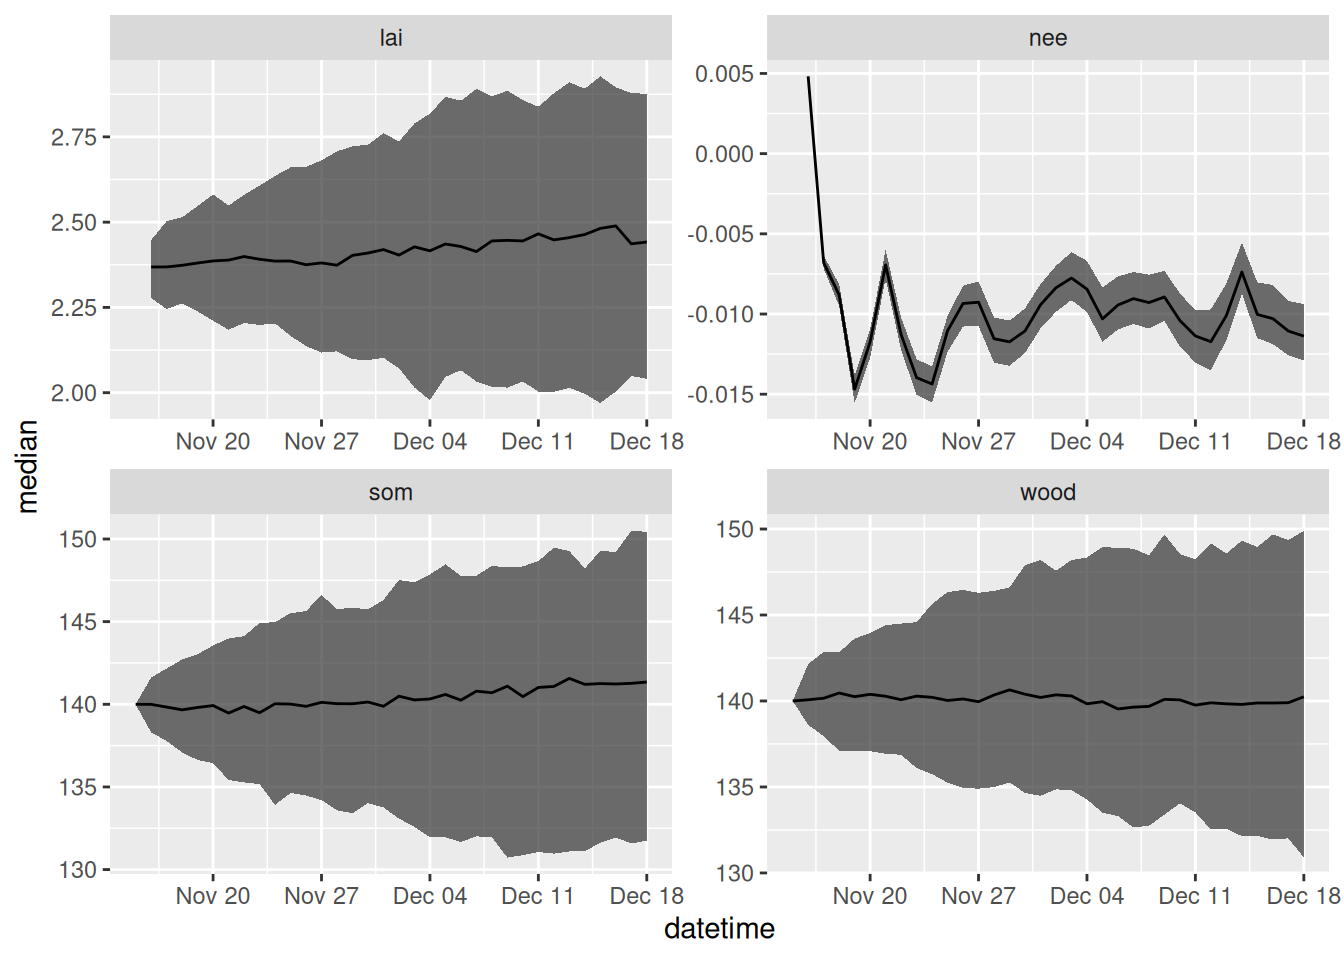 lai
2.75
2.50
2.25
2.00
Nov 20 Nov 27 Dec 04 Dec 11 Dec 18
nee
0.005
0.000
-0.005
-0.010
-0.015
Nov 20 Nov 27 Dec 04 Dec 11 Dec 18
median
som
150
145
140
135
130
Nov 20 Nov 27 Dec 04 Dec 11 Dec 18
wood
150
145
140
135
130
Nov 20 Nov 27 Dec 04 Dec 11 Dec 18
datetime